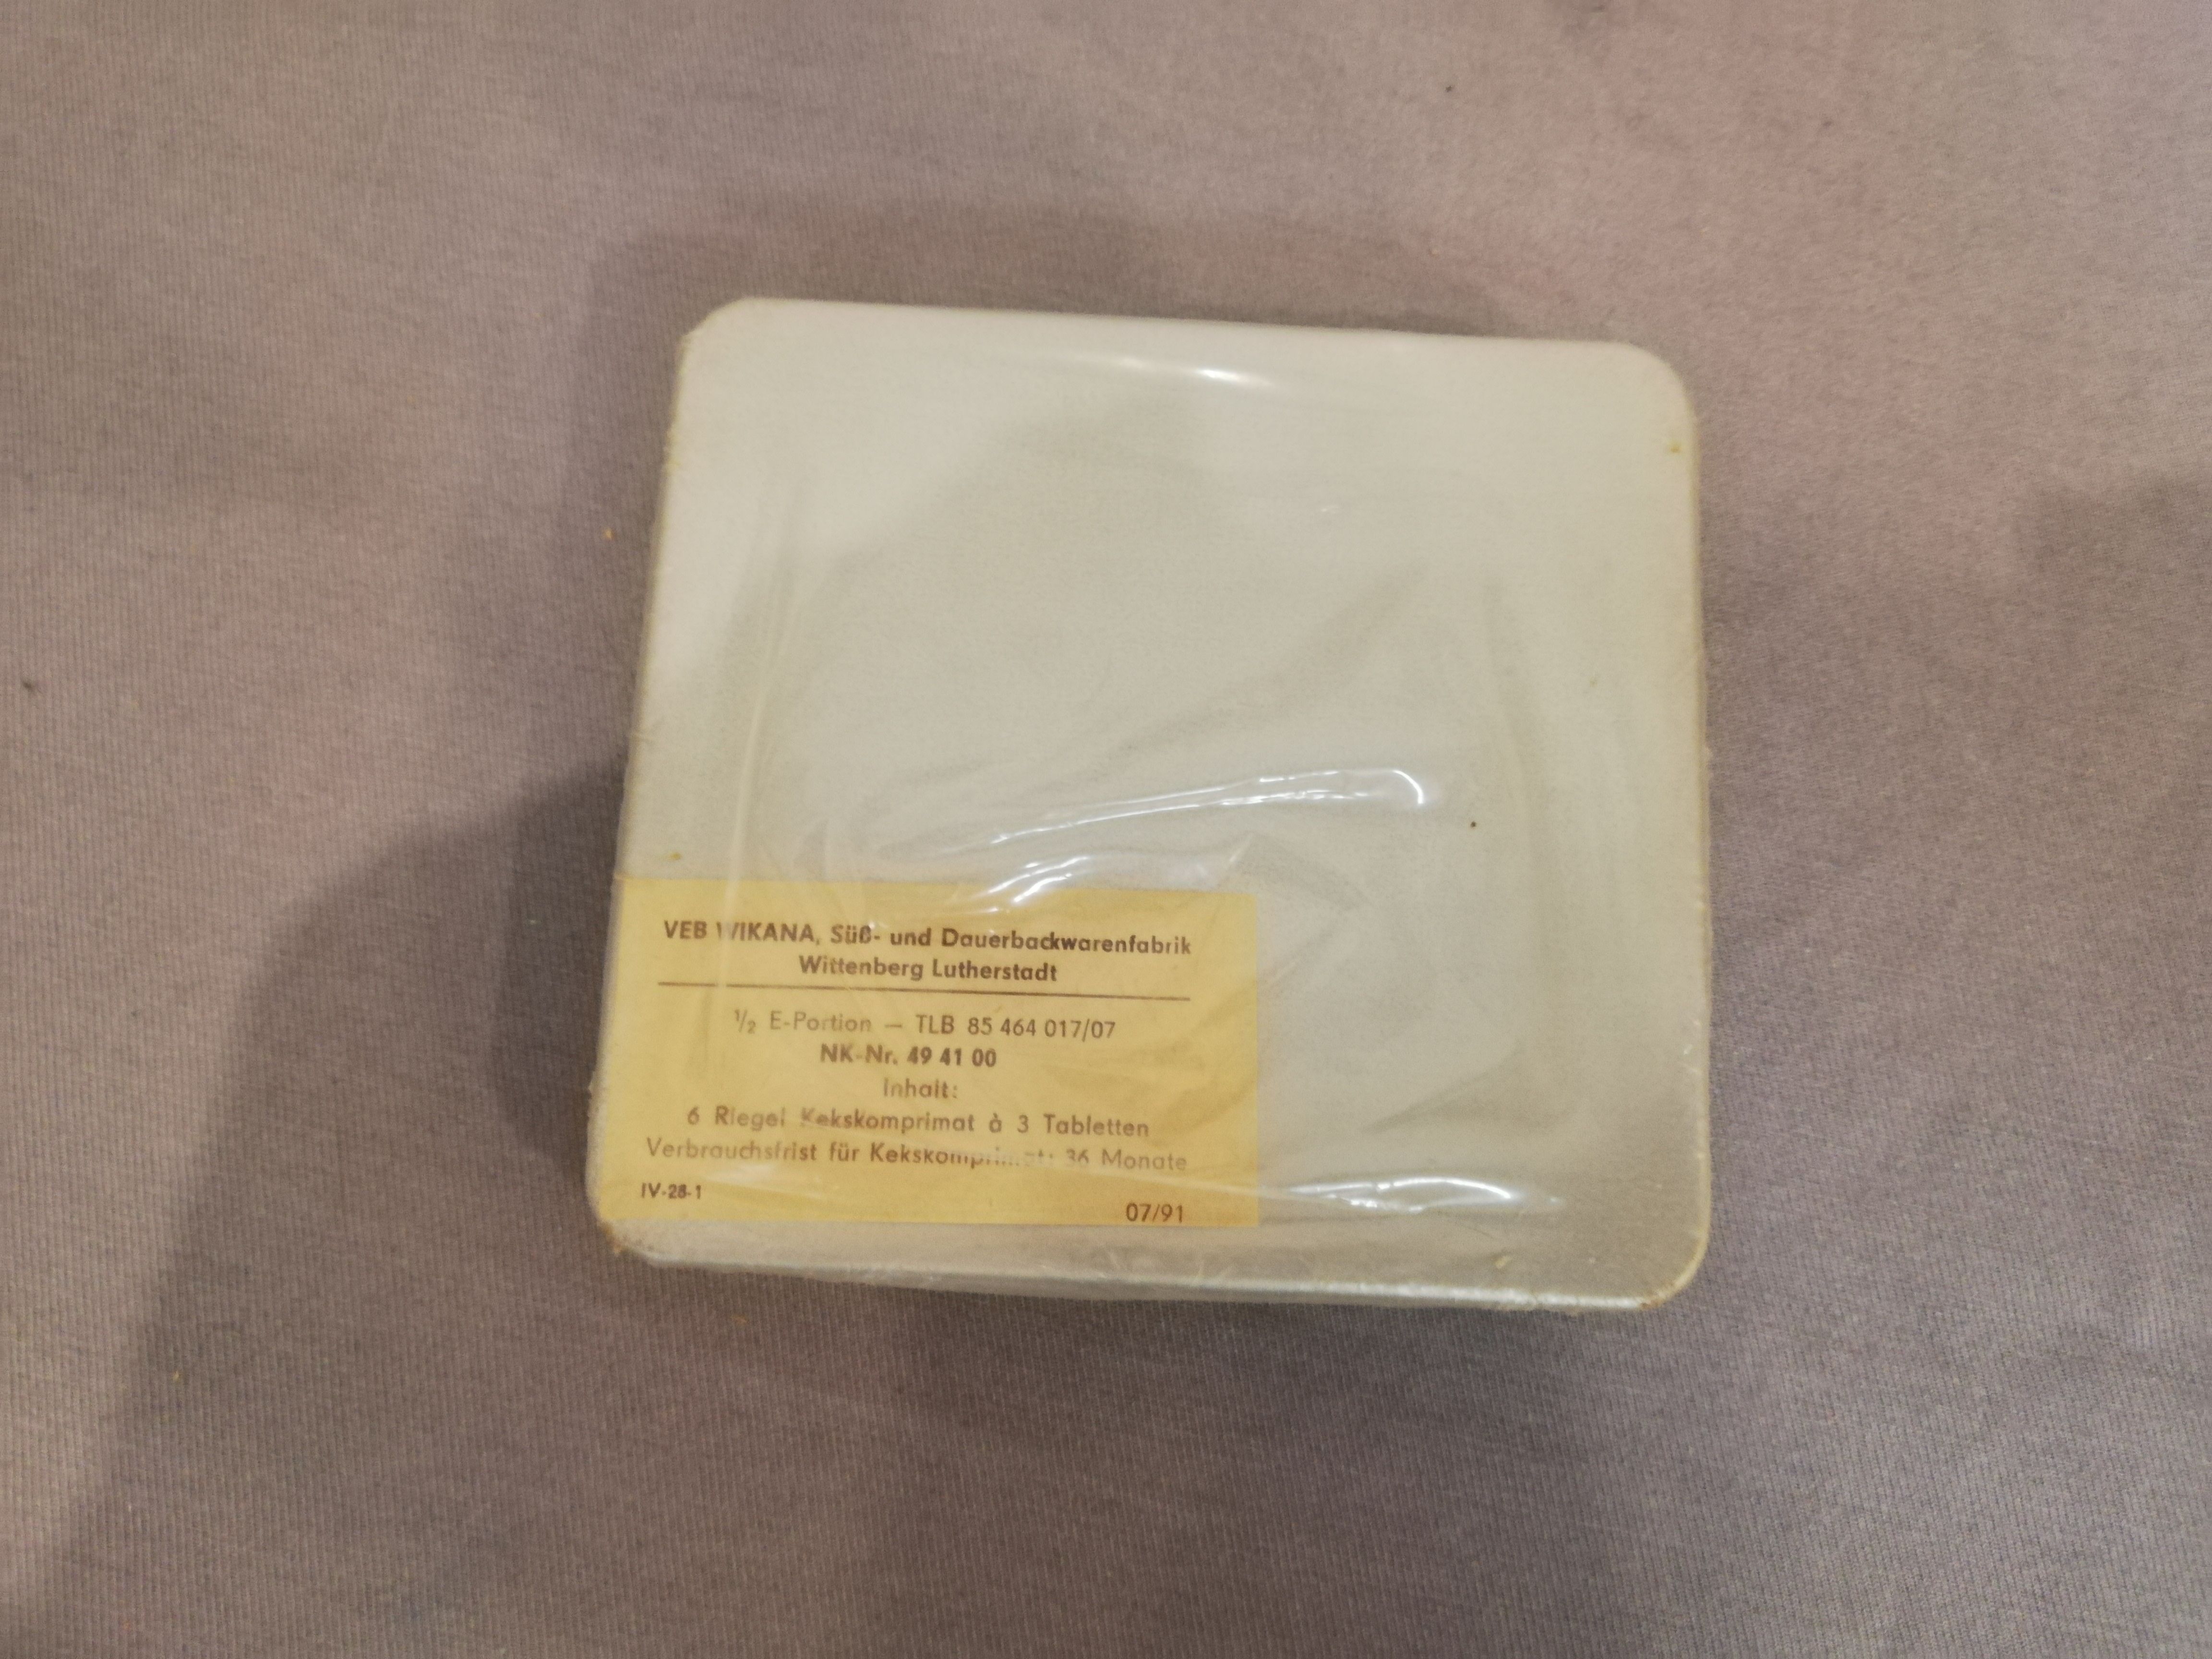 VEB WIKANA, Süß- und Dauerbackwarenfabrik
Wittenberg Lutherstadt
1/2 E-Portion — TLB 85 464 017/07
NK-Nr. 49 41 00
Inhalt:
6 Riegel Kekskomprimat à 3 Tabletten
Verbrauchsfrist für Kekskomprimat: 36 Monate
IV-28-1
07/91